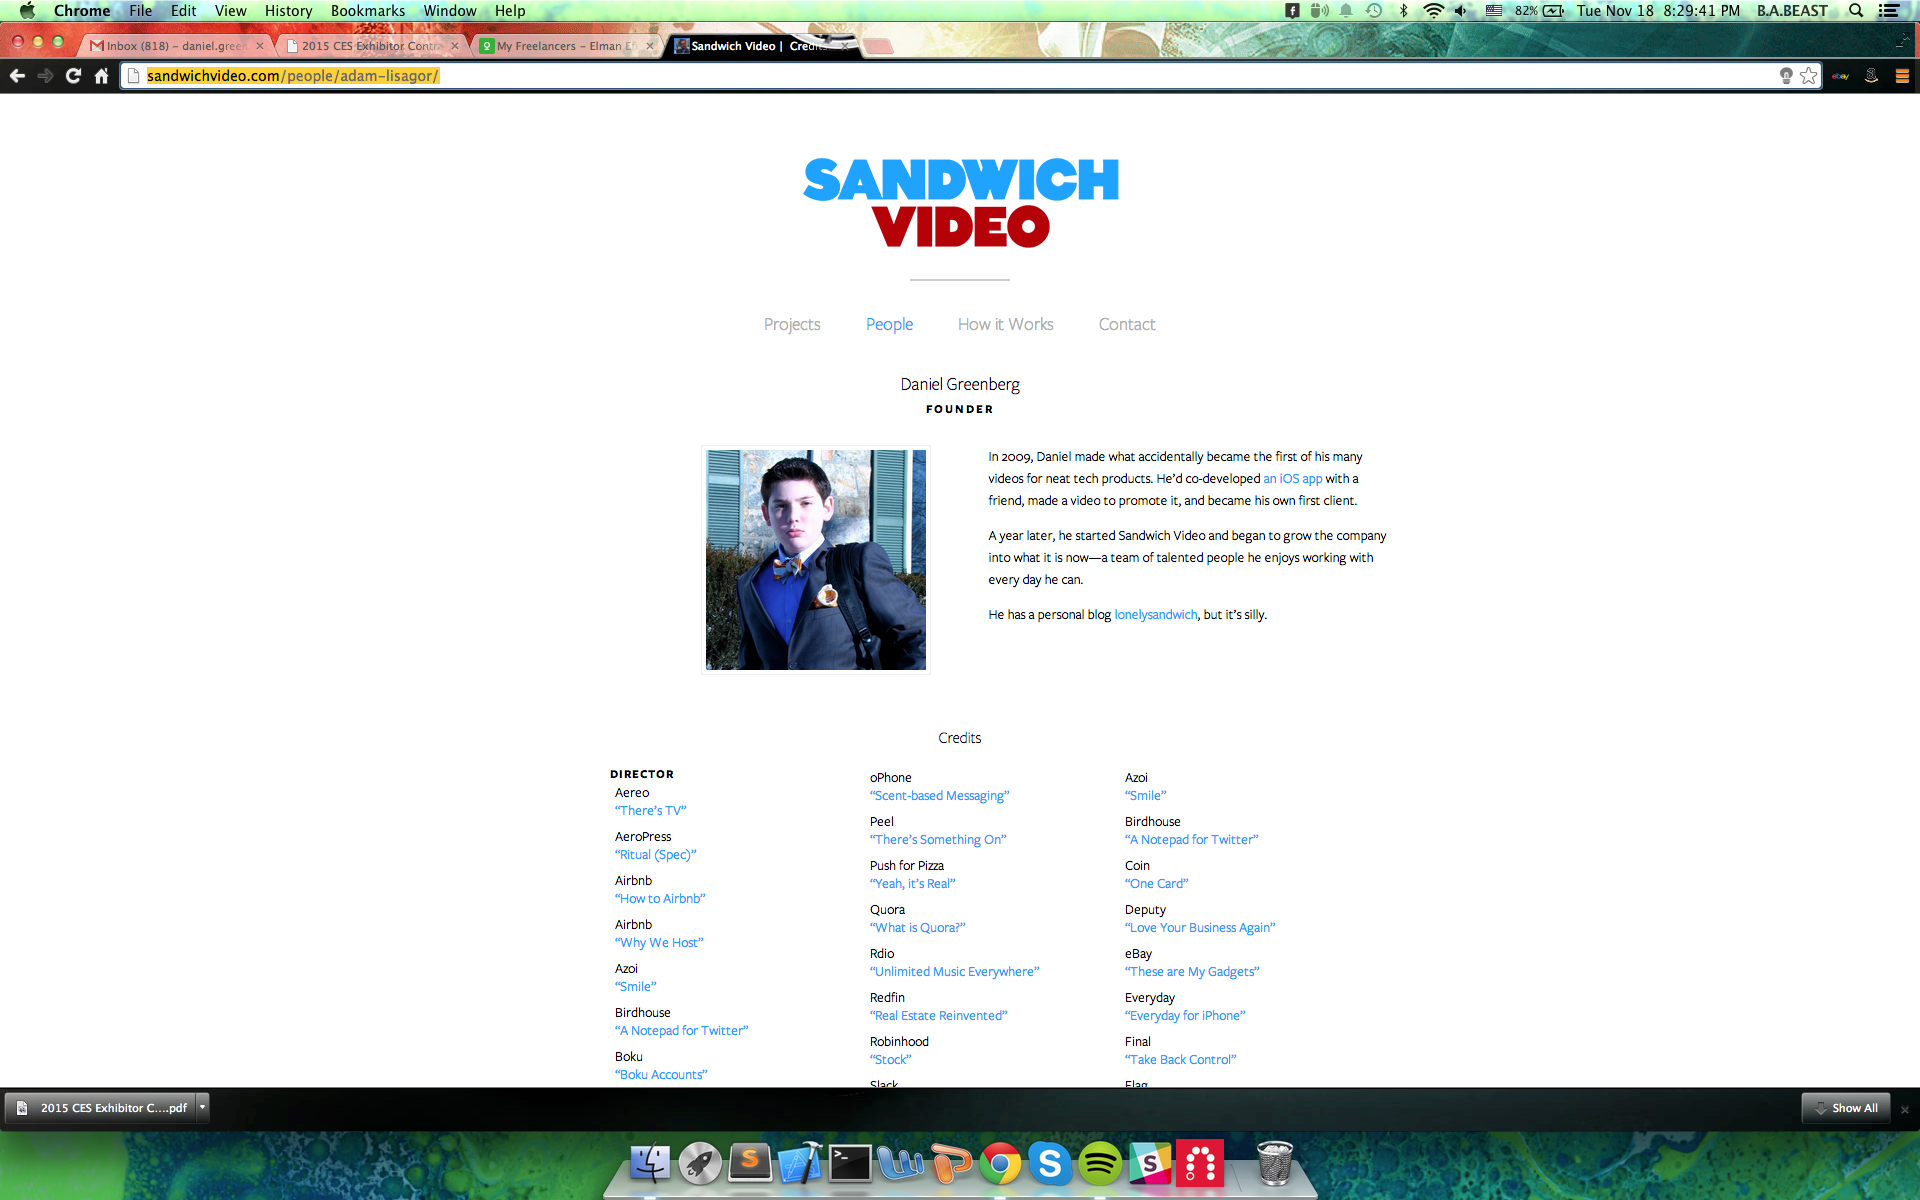 Chrome File Edit View History Bookmarks Window Help
82% Tue Nov 18 8:29:41 PM B.A.BEAST
Inbox (818) - daniel.green
2015 CES Exhibitor Contr
My Freelancers - Elman Ef
Sandwich Video | Credits
sandwichvideo.com/people/adam-lisagor/
ebay
SANDWICH
VIDEO
Projects People How it Works Contact
Daniel Greenberg
FOUNDER
In 2009, Daniel made what accidentally became the first of his many
videos for neat tech products. He’d co-developed an iOS app with a
friend, made a video to promote it, and became his own first client.
A year later, he started Sandwich Video and began to grow the company
into what it is now—a team of talented people he enjoys working with
every day he can.
He has a personal blog lonelysandwich, but it’s silly.
Credits
DIRECTOR
Aereo
“There’s TV”
AeroPress
“Ritual (Spec)”
Airbnb
“How to Airbnb”
Airbnb
“Why We Host”
Azoi
“Smile”
Birdhouse
“A Notepad for Twitter”
Boku
“Boku Accounts”
oPhone
“Scent-based Messaging”
Peel
“There’s Something On”
Push for Pizza
“Yeah, it’s Real”
Quora
“What is Quora?”
Rdio
“Unlimited Music Everywhere”
Redfin
“Real Estate Reinvented”
Robinhood
“Stock”
Slack
Azoi
“Smile”
Birdhouse
“A Notepad for Twitter”
Coin
“One Card”
Deputy
“Love Your Business Again”
eBay
“These are My Gadgets”
Everyday
“Everyday for iPhone”
Final
“Take Back Control”
Flag
2015 CES Exhibitor C....pdf
Show All